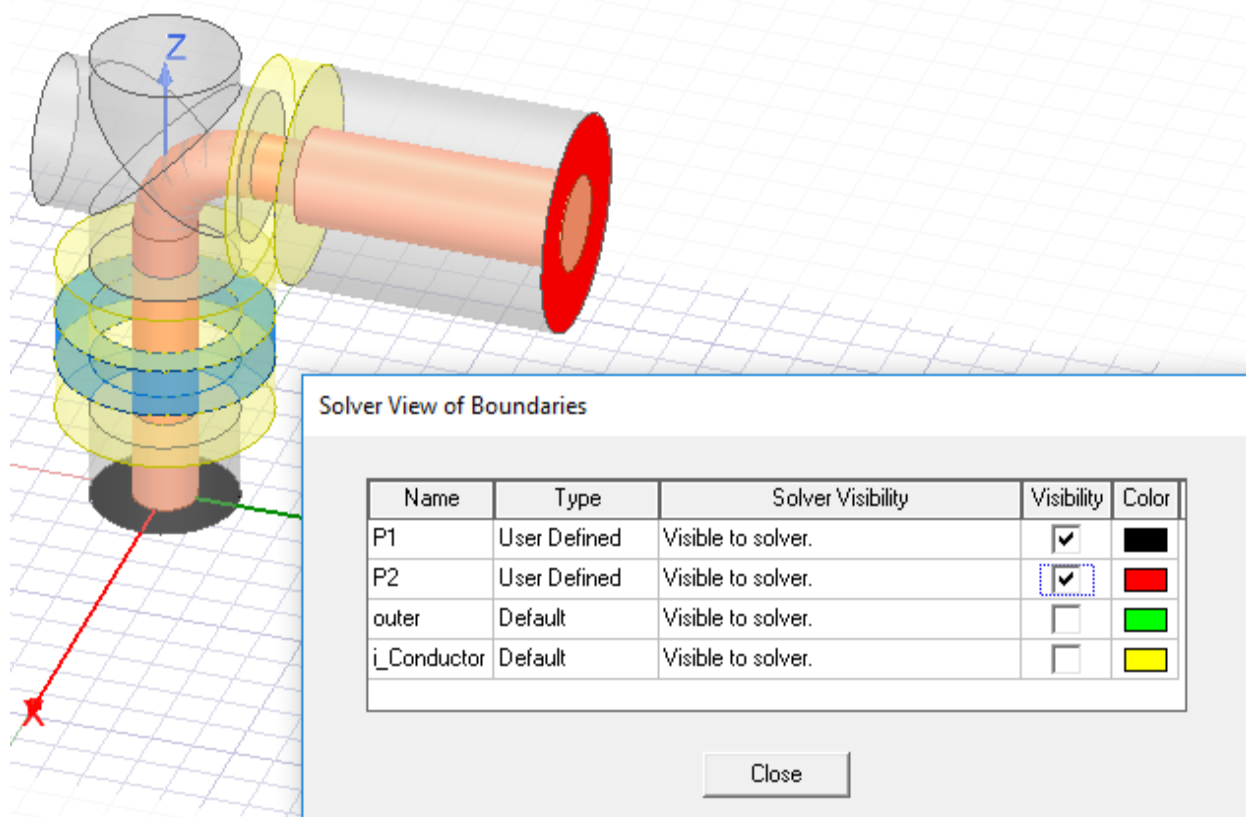 Z
X
Solver View of Boundaries
Name Type Solver Visibility Visibility Color
P1 User Defined Visible to solver.
P2 User Defined Visible to solver.
outer Default Visible to solver.
i_Conductor Default Visible to solver.
Close